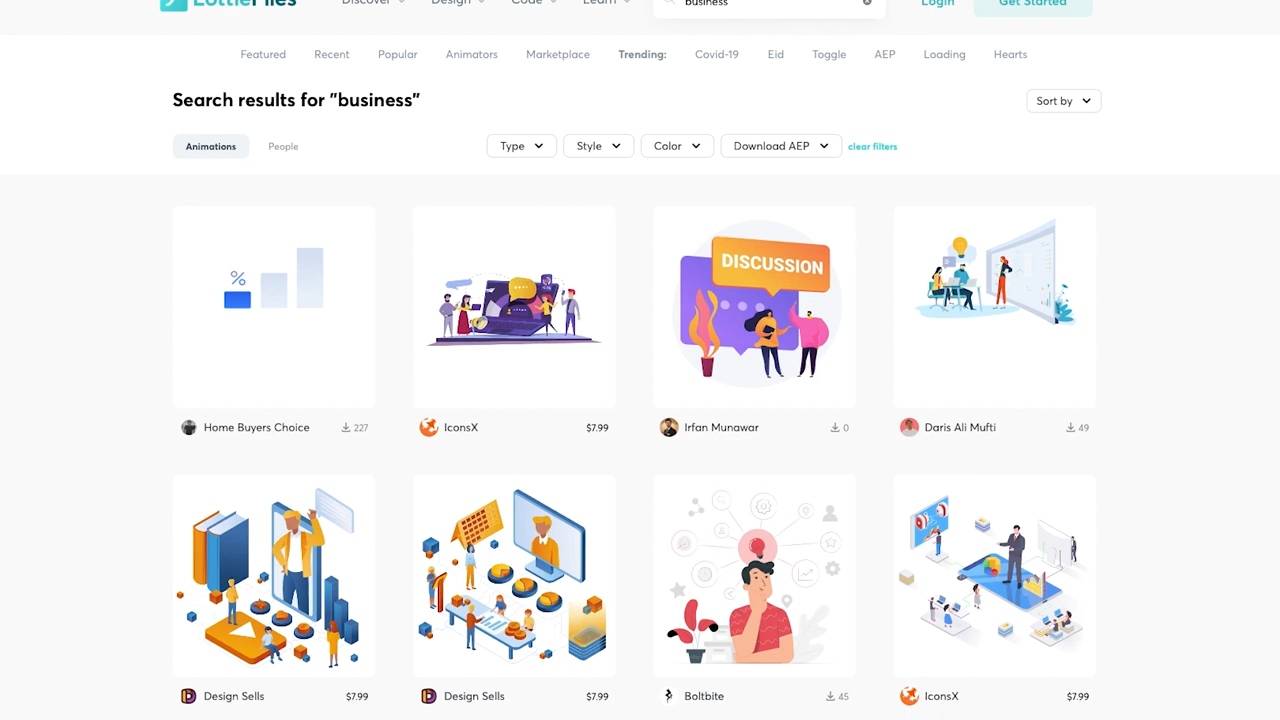 LottieFiles
Discover Design Code Learn business Login Get Started
Featured Recent Popular Animators Marketplace Trending: Covid-19 Eid Toggle AEP Loading Hearts
Search results for "business" Sort by
Animations People Type Style Color Download AEP clear filters
%
DISCUSSION
Home Buyers Choice 227 IconsX $7.99 Irfan Munawar 0 Daris Ali Mufti 49
Design Sells $7.99 Design Sells $7.99 Boltbite 45 IconsX $7.99